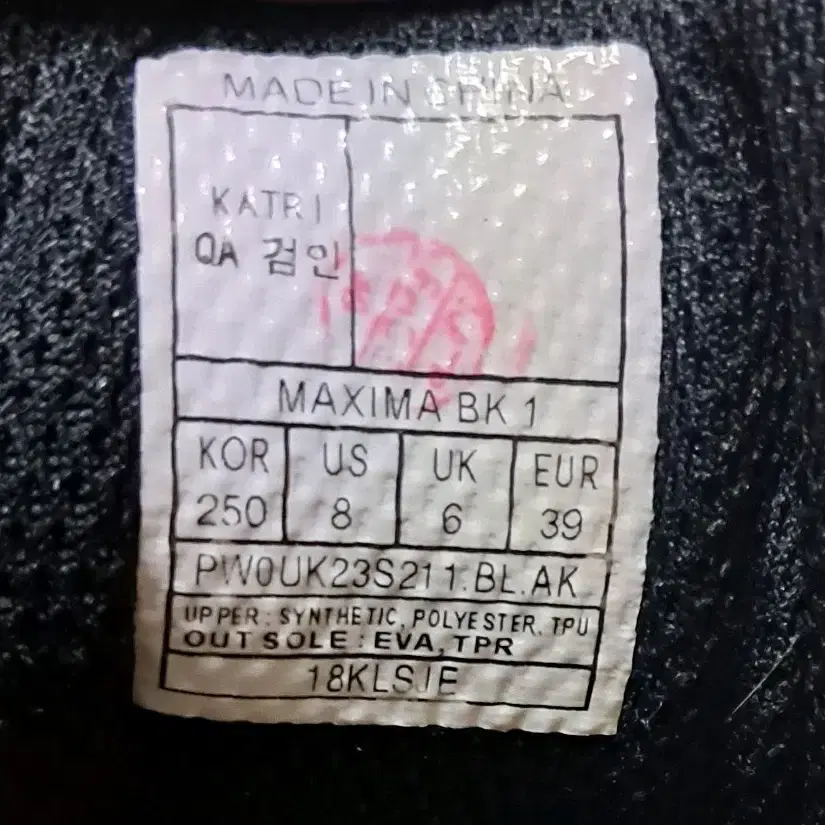 MADE IN CHINA
KATRI
QA 검인
MAXIMA BK 1
KOR US UK EUR
250 8 6 39
PW0UK23S211.BL.AK
UPPER : SYNTHETIC, POLYESTER, TPU
OUT SOLE : EVA, TPR
18KLSJE